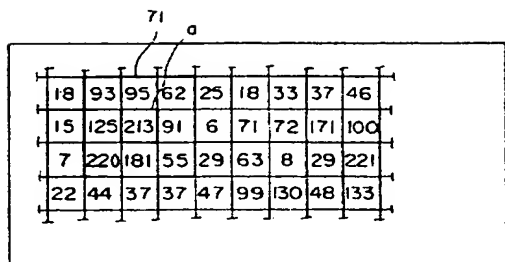 71
a
18 93 95 62 25 18 33 37 46
15 125 213 91 6 71 72 171 100
7 220 181 55 29 63 8 29 221
22 44 37 37 47 99 130 48 133